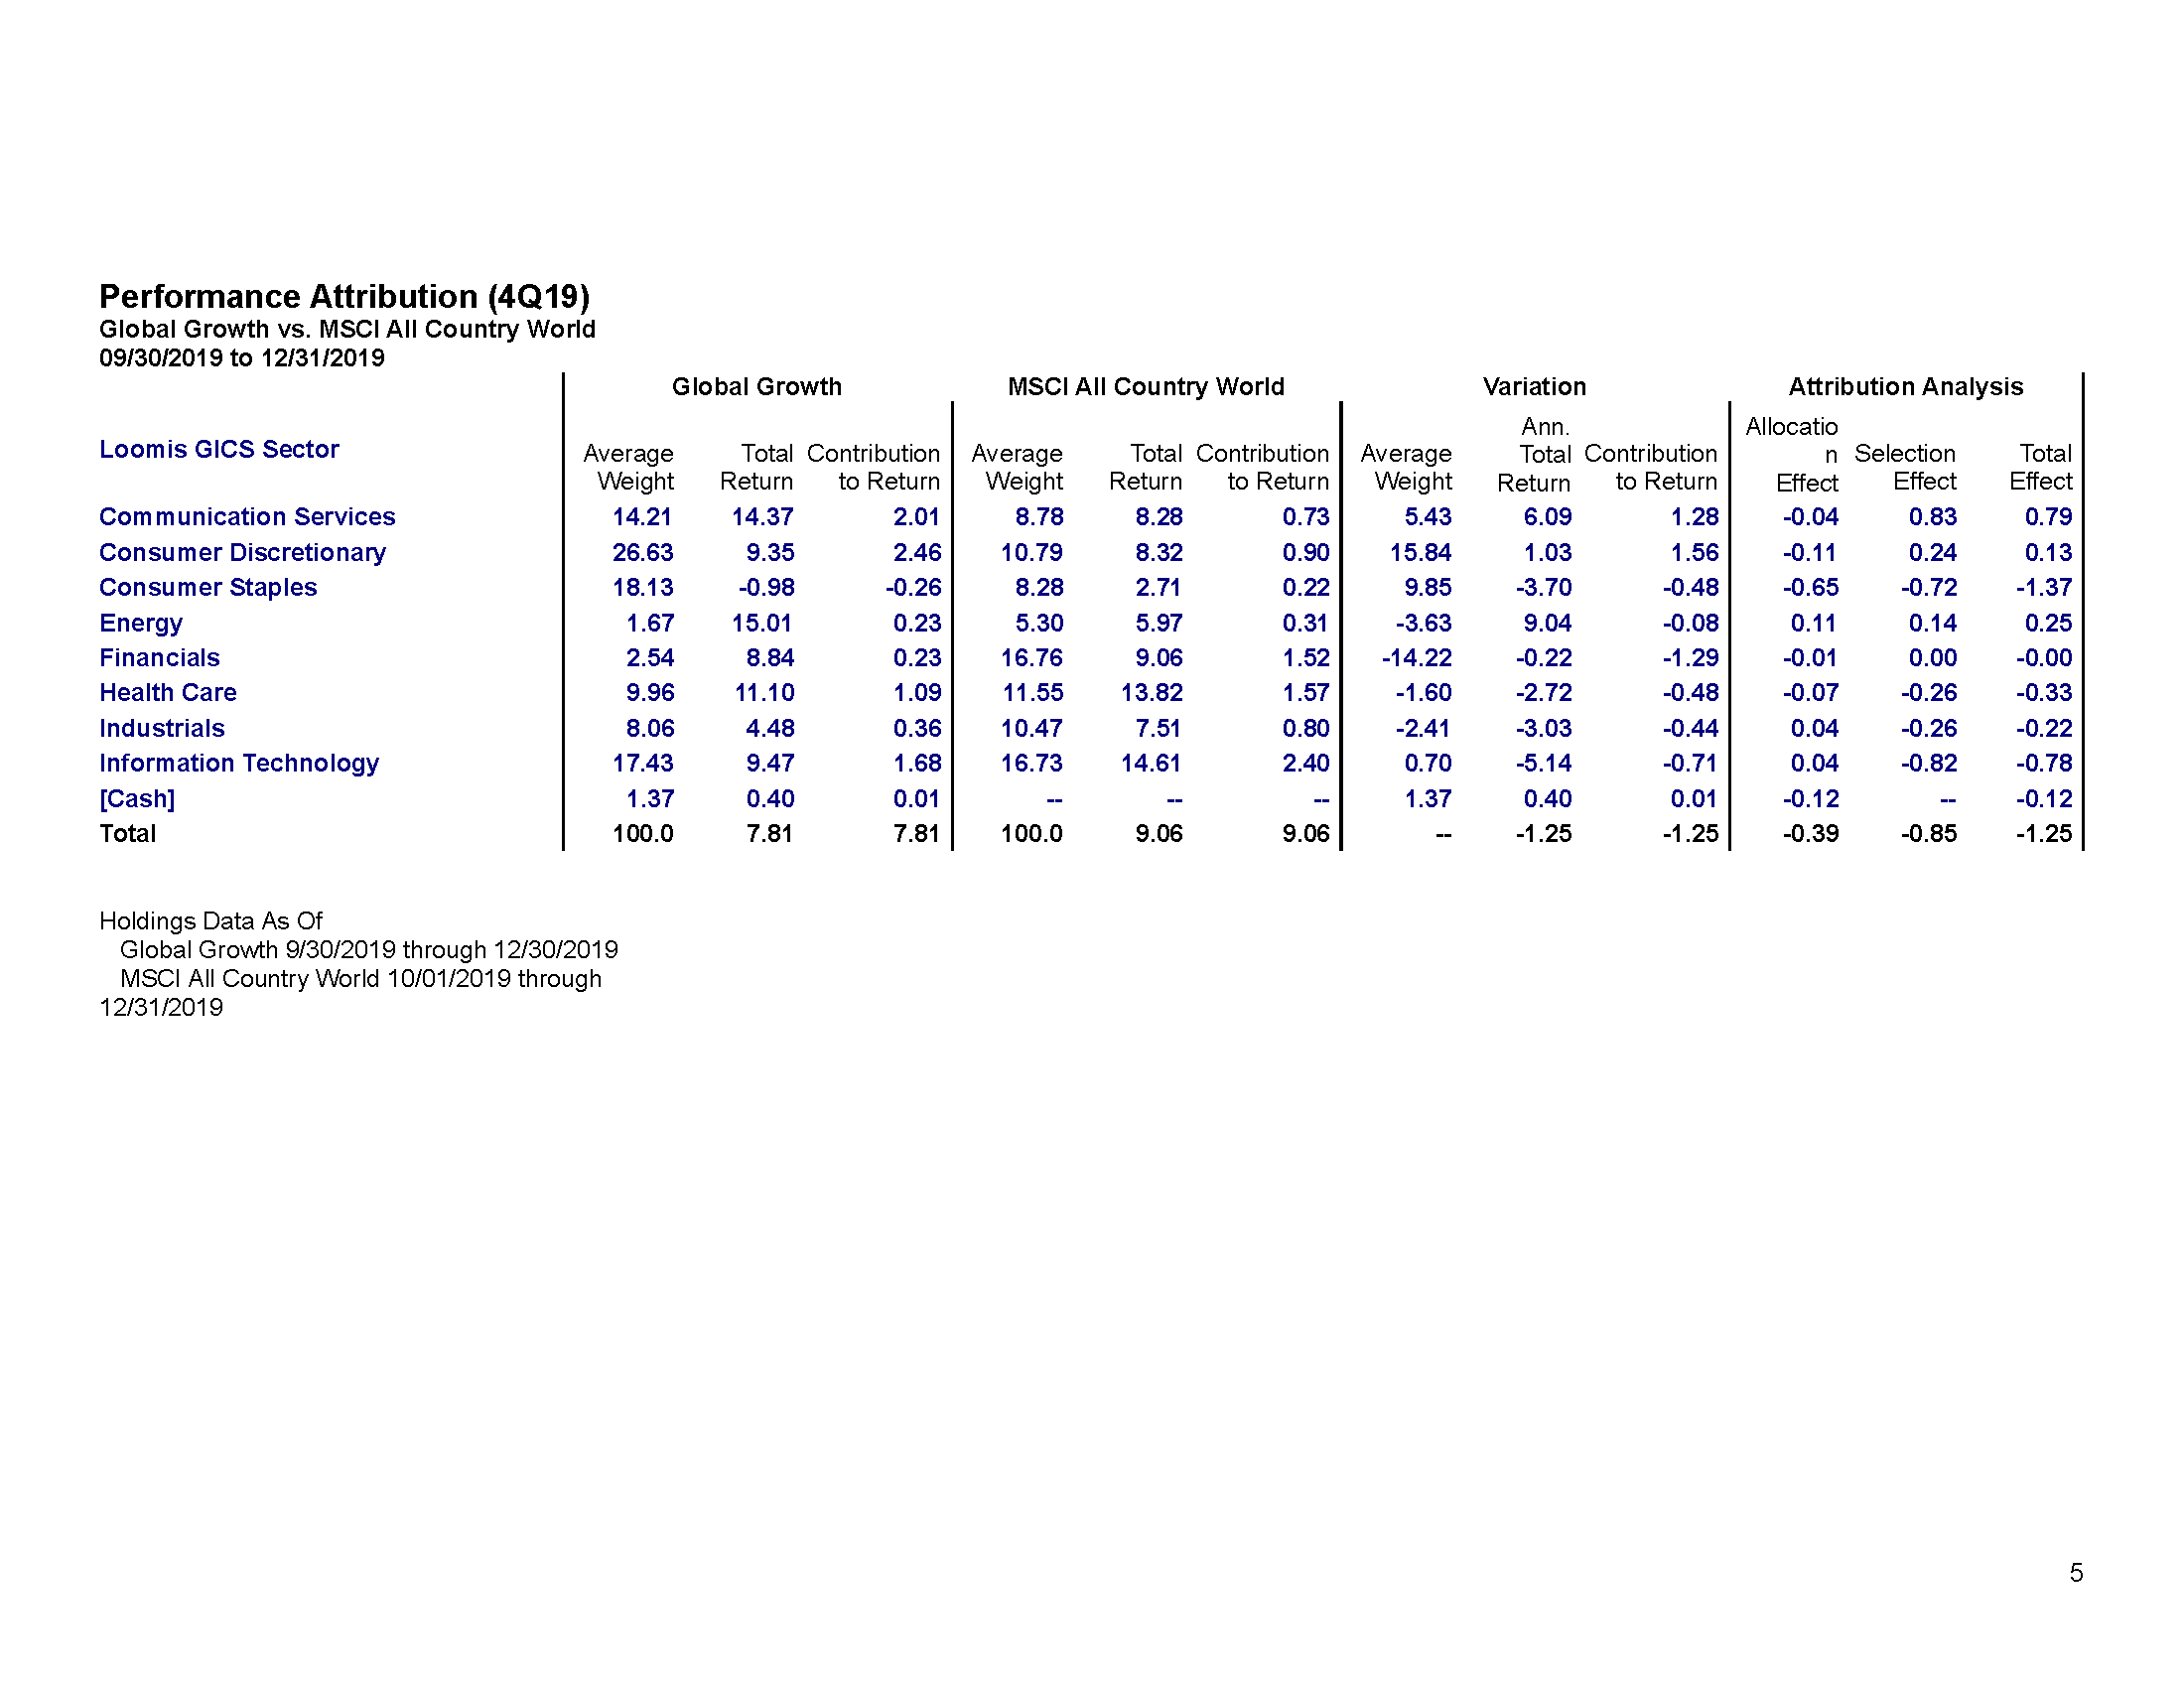 Performance Attribution (4Q19)
Global Growth vs. MSCI All Country World
09/30/2019 to 12/31/2019
Global Growth MSCI All Country World Variation Attribution Analysis
Loomis GICS Sector Average Weight Total Return Contribution to Return Average Weight Total Return Contribution to Return Average Weight Ann. Total Return Contribution to Return Allocatio n Effect Selection Effect Total Effect
Communication Services 14.21 14.37 2.01 8.78 8.28 0.73 5.43 6.09 1.28 -0.04 0.83 0.79
Consumer Discretionary 26.63 9.35 2.46 10.79 8.32 0.90 15.84 1.03 1.56 -0.11 0.24 0.13
Consumer Staples 18.13 -0.98 -0.26 8.28 2.71 0.22 9.85 -3.70 -0.48 -0.65 -0.72 -1.37
Energy 1.67 15.01 0.23 5.30 5.97 0.31 -3.63 9.04 -0.08 0.11 0.14 0.25
Financials 2.54 8.84 0.23 16.76 9.06 1.52 -14.22 -0.22 -1.29 -0.01 0.00 -0.00
Health Care 9.96 11.10 1.09 11.55 13.82 1.57 -1.60 -2.72 -0.48 -0.07 -0.26 -0.33
Industrials 8.06 4.48 0.36 10.47 7.51 0.80 -2.41 -3.03 -0.44 0.04 -0.26 -0.22
Information Technology 17.43 9.47 1.68 16.73 14.61 2.40 0.70 -5.14 -0.71 0.04 -0.82 -0.78
[Cash] 1.37 0.40 0.01 -- -- -- 1.37 0.40 0.01 -0.12 -- -0.12
Total 100.0 7.81 7.81 100.0 9.06 9.06 -- -1.25 -1.25 -0.39 -0.85 -1.25
Holdings Data As Of
Global Growth 9/30/2019 through 12/30/2019
MSCI All Country World 10/01/2019 through
12/31/2019
5